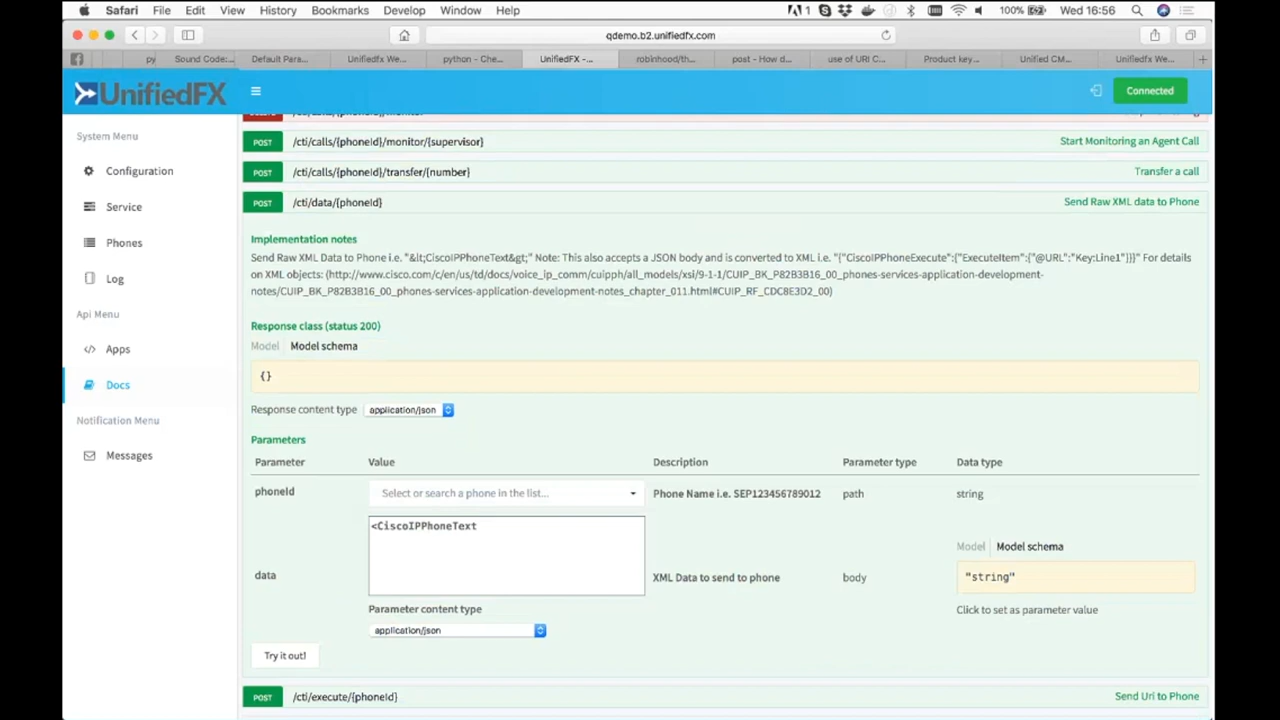 Safari File Edit View History Bookmarks Develop Window Help 1 100% Wed 16:56
qdemo.b2.unifiedfx.com
py Sound Code:... Default Para... Unifiedfx We... python - Che... UnifiedFX -... robinhood/th... post - How d... use of URI C... Product key... Unified CM... Unifiedfx We... +
UnifiedFX Connected
System Menu
Configuration
Service
Phones
Log
Api Menu
Apps
Docs
Notification Menu
Messages
POST /cti/calls/{phoneId}/monitor/{supervisor} Start Monitoring an Agent Call
POST /cti/calls/{phoneId}/transfer/{number} Transfer a call
POST /cti/data/{phoneId} Send Raw XML data to Phone
Implementation notes
Send Raw XML Data to Phone i.e. "&lt;CiscoIPPhoneText&gt;" Note: This also accepts a JSON body and is converted to XML i.e. "{"CiscoIPPhoneExecute":{"ExecuteItem":{"@URL":"Key:Line1"}}}" For details
on XML objects: (http://www.cisco.com/c/en/us/td/docs/voice_ip_comm/cuipph/all_models/xsi/9-1-1/CUIP_BK_P82B3B16_00_phones-services-application-development-
notes/CUIP_BK_P82B3B16_00_phones-services-application-development-notes_chapter_011.html#CUIP_RF_CDC8E3D2_00)
Response class (status 200)
Model Model schema
{}
Response content type application/json
Parameters
Parameter Value Description Parameter type Data type
phoneId Select or search a phone in the list... Phone Name i.e. SEP123456789012 path string
<CiscoIPPhoneText
Model Model schema
data XML Data to send to phone body "string"
Parameter content type Click to set as parameter value
application/json
Try it out!
POST /cti/execute/{phoneId} Send Uri to Phone